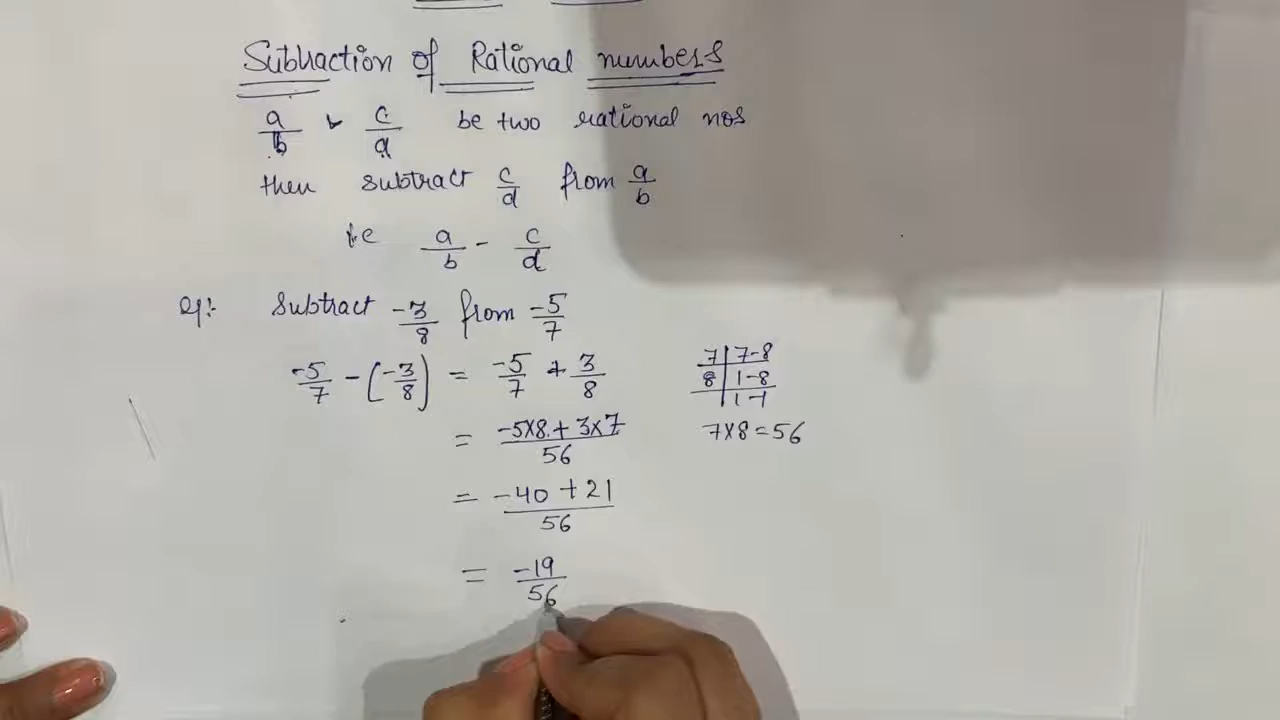 Subtraction of Rational numbers
a/b & c/d be two rational nos
then subtract c/d from a/b
ie a/b - c/d
eg:- Subtract -3/8 from -5/7
-5/7 - (-3/8) = -5/7 + 3/8
= -5×8 + 3×7 / 56
= -40 + 21 / 56
= -19/56
7 | 7-8
8 | 1-8
| 1-1
7×8=56